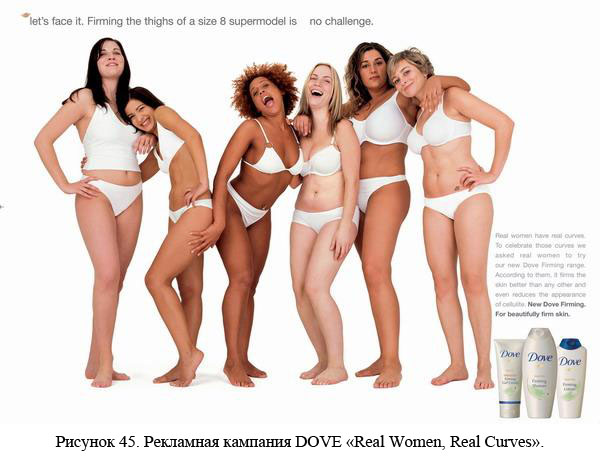 let's face it. Firming the thighs of a size 8 supermodel is no challenge.
Real women have real curves.
To celebrate those curves we
asked real women to try
our new Dove Firming range.
According to them, it firms the
skin better than any other and
even reduces the appearance
of cellulite. New Dove Firming.
For beautifully firm skin.
Dove
Dove
Dove
Firming
Firming
Рисунок 45. Рекламная кампания DOVE «Real Women, Real Curves».